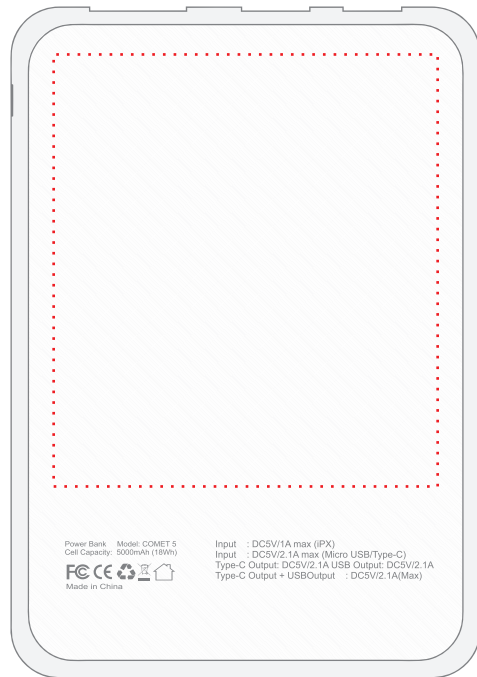 Power Bank Model: COMET 5
Cell Capacity: 5000mAh (18Wh)
FC CE
Made in China
Input : DC5V/1A max (iPX)
Input : DC5V/2.1A max (Micro USB/Type-C)
Type-C Output: DC5V/2.1A USB Output: DC5V/2.1A
Type-C Output + USBOutput : DC5V/2.1A(Max)